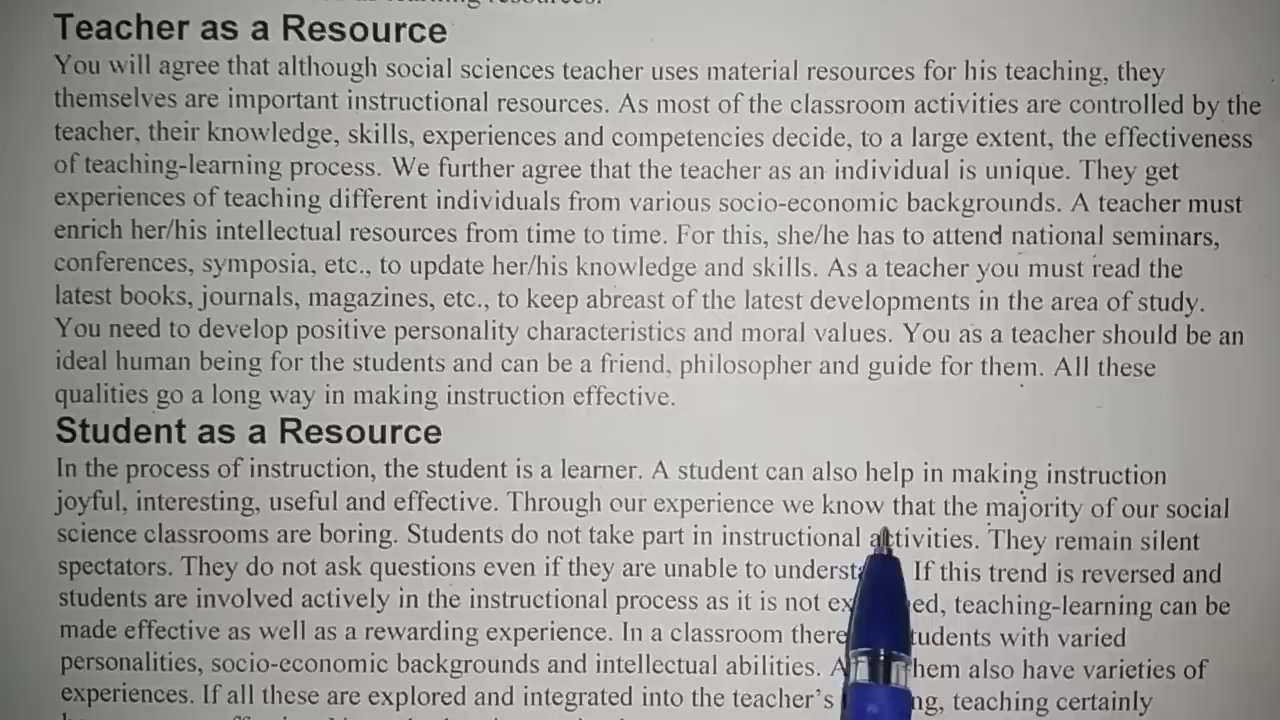 learning resources.
Teacher as a Resource
You will agree that although social sciences teacher uses material resources for his teaching, they
themselves are important instructional resources. As most of the classroom activities are controlled by the
teacher, their knowledge, skills, experiences and competencies decide, to a large extent, the effectiveness
of teaching-learning process. We further agree that the teacher as an individual is unique. They get
experiences of teaching different individuals from various socio-economic backgrounds. A teacher must
enrich her/his intellectual resources from time to time. For this, she/he has to attend national seminars,
conferences, symposia, etc., to update her/his knowledge and skills. As a teacher you must read the
latest books, journals, magazines, etc., to keep abreast of the latest developments in the area of study.
You need to develop positive personality characteristics and moral values. You as a teacher should be an
ideal human being for the students and can be a friend, philosopher and guide for them. All these
qualities go a long way in making instruction effective.
Student as a Resource
In the process of instruction, the student is a learner. A student can also help in making instruction
joyful, interesting, useful and effective. Through our experience we know that the majority of our social
science classrooms are boring. Students do not take part in instructional activities. They remain silent
spectators. They do not ask questions even if they are unable to If this trend is reversed and
students are involved actively in the instructional process as it is not teaching-learning can be
made effective as well as a rewarding experience. In a classroom there students with varied
personalities, socio-economic backgrounds and intellectual abilities. also have varieties of
experiences. If all these are explored and integrated into the teacher's teaching certainly